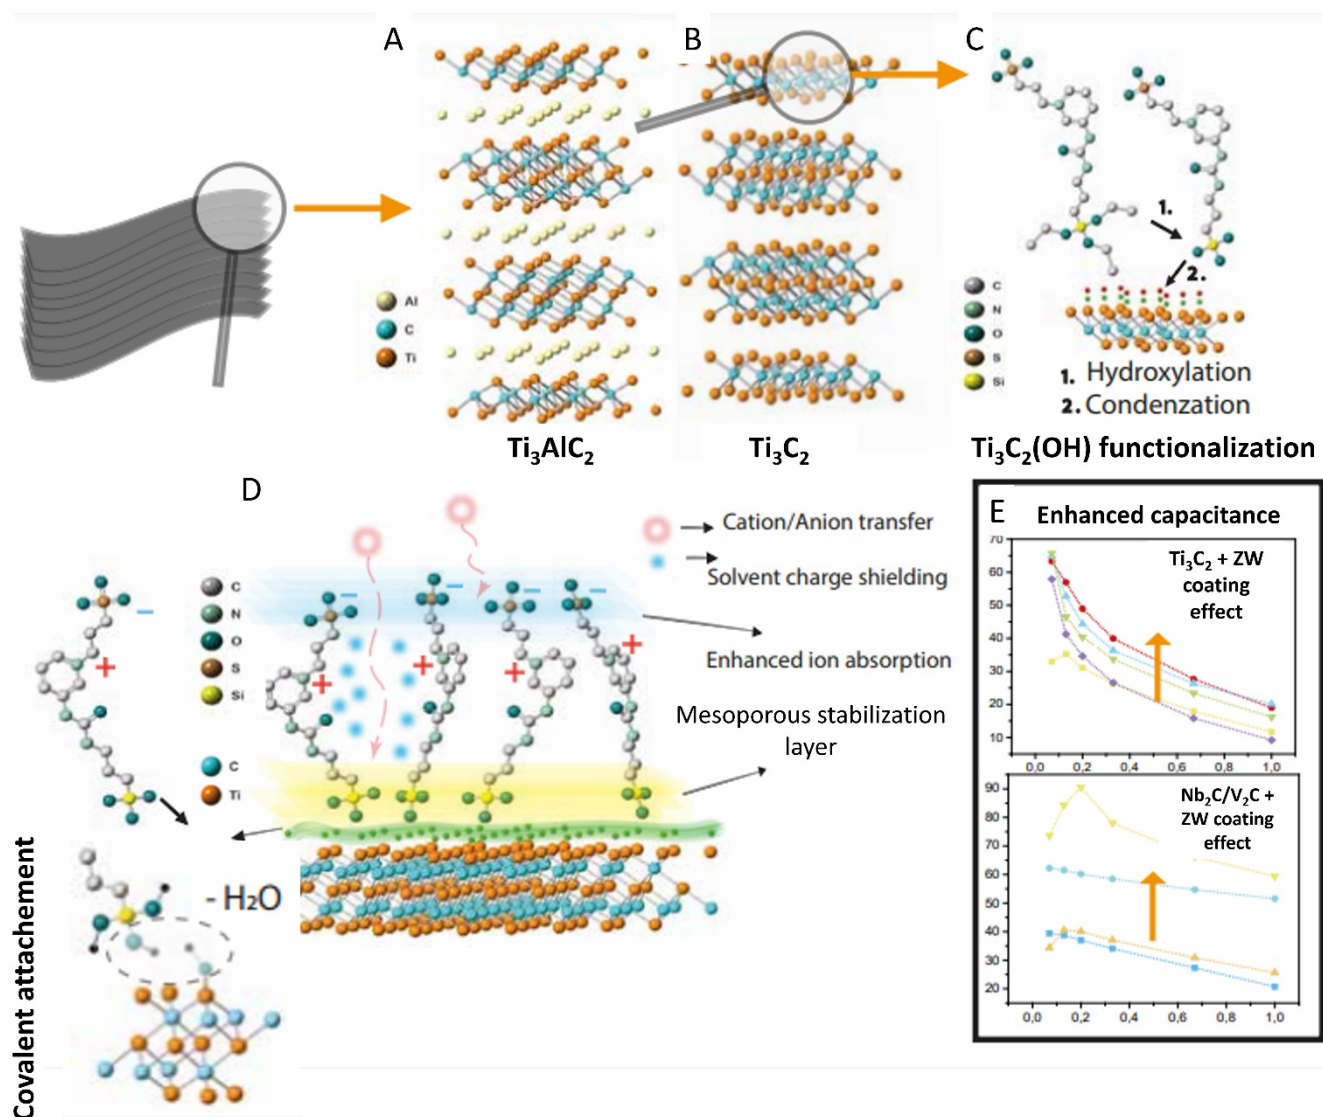 A
B
C
Al
C
Ti
1.
2.
C
N
O
S
Si
1. Hydroxylation
2. Condenzation
Ti₃AlC₂
Ti₃C₂
Ti₃C₂(OH) functionalization
D
Cation/Anion transfer
Solvent charge shielding
Enhanced ion absorption
Mesoporous stabilization
layer
C
N
O
S
Si
C
Ti
−
+
−
−
−
−
+
+
+
+
Covalent attachement
- H₂O
E
Enhanced capacitance
Ti₃C₂ + ZW
coating
effect
70
60
50
40
30
20
10
0,0 0,2 0,4 0,6 0,8 1,0
Nb₂C/V₂C +
ZW coating
effect
90
80
70
60
50
40
30
20
0,0 0,2 0,4 0,6 0,8 1,0